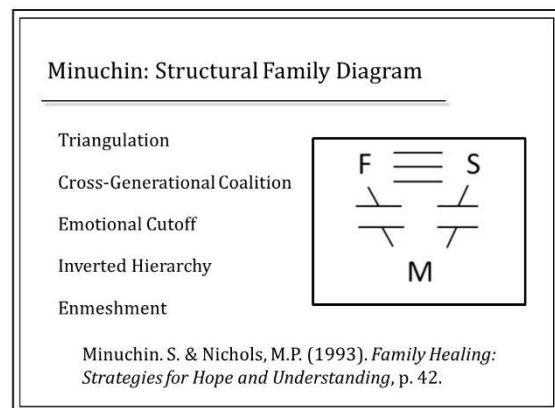 Minuchin: Structural Family Diagram
Triangulation
Cross-Generational Coalition
Emotional Cutoff
Inverted Hierarchy
Enmeshment
F S
M
Minuchin. S. & Nichols, M.P. (1993). Family Healing:
Strategies for Hope and Understanding, p. 42.